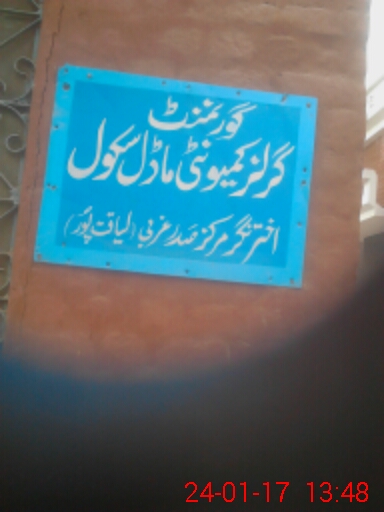 گورنمنٹ
گرلز کمیونٹی ماڈل سکول
اختر نگر مرکز صدر غربی (لیاقت پور)
24-01-17 13:48